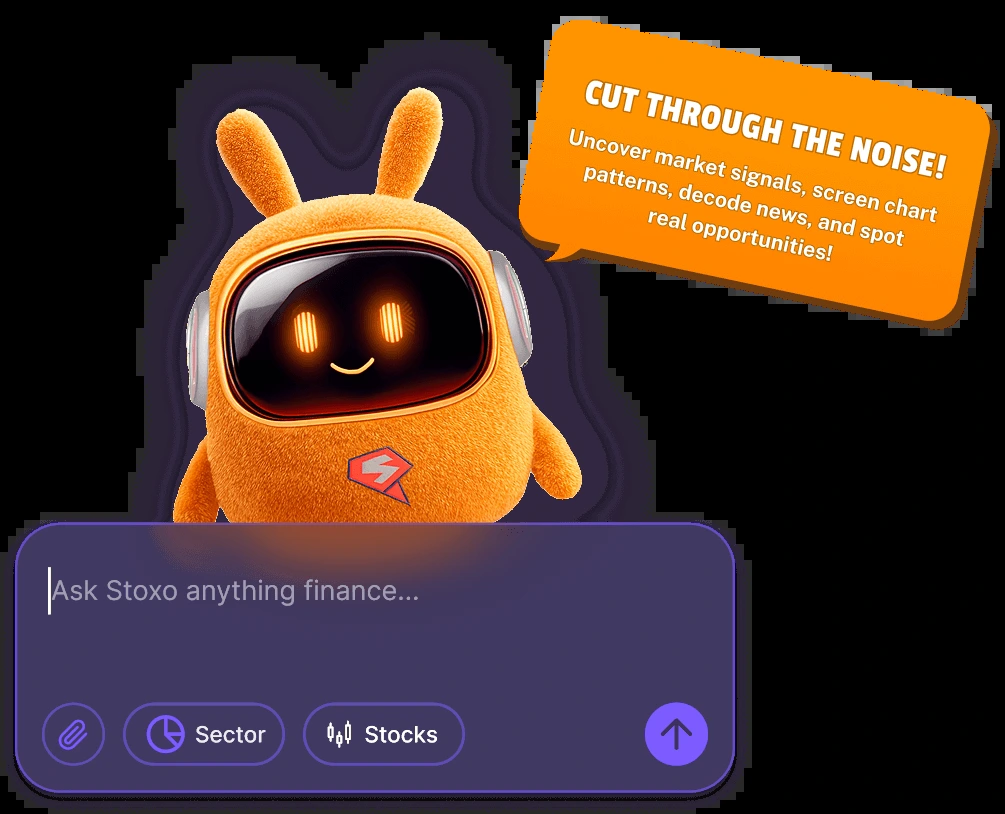 CUT THROUGH THE NOISE!
Uncover market signals, screen chart
patterns, decode news, and spot
real opportunities!
Ask Stoxo anything finance...
Sector
Stocks